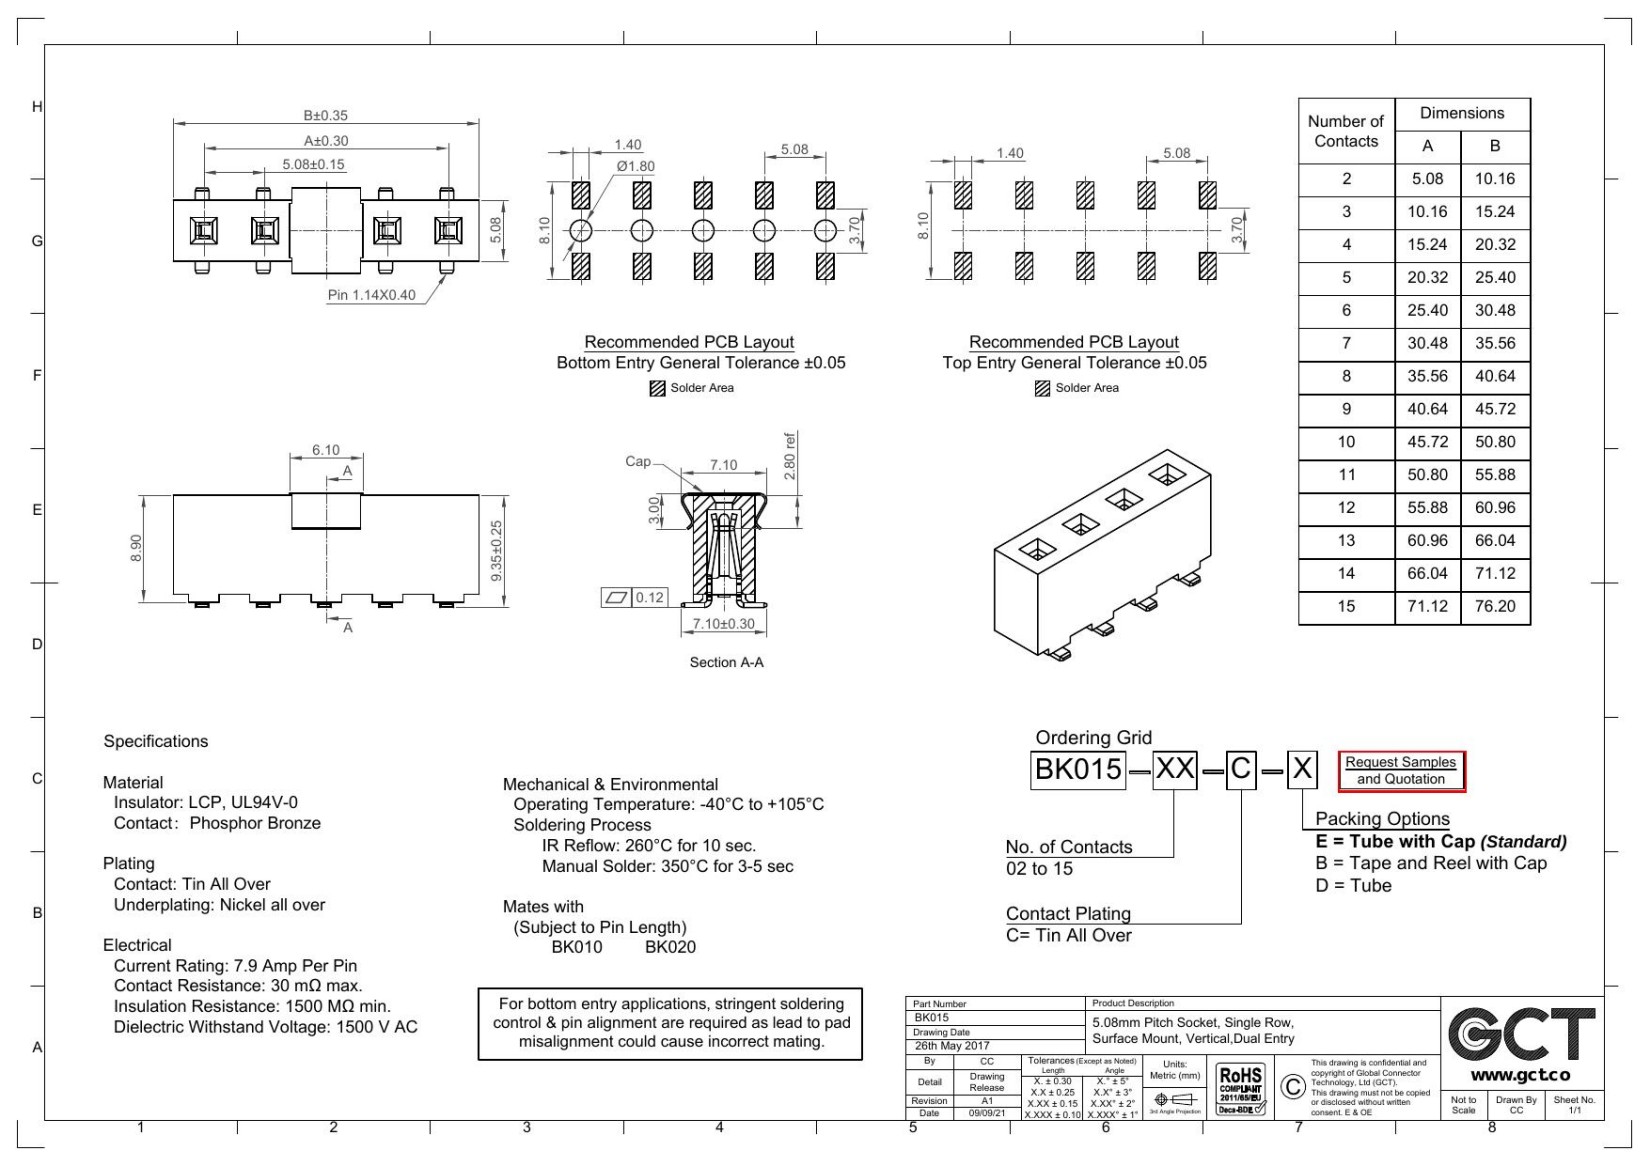 H
G
F
E
D
C
B
A
B±0.35
A±0.30
5.08±0.15
5.08
Pin 1.14X0.40
1.40
Ø1.80
5.08
8.10
3.70
Recommended PCB Layout
Bottom Entry General Tolerance ±0.05
Solder Area
1.40
5.08
8.10
3.70
Recommended PCB Layout
Top Entry General Tolerance ±0.05
Solder Area
Number of Contacts Dimensions
A B
2 5.08 10.16
3 10.16 15.24
4 15.24 20.32
5 20.32 25.40
6 25.40 30.48
7 30.48 35.56
8 35.56 40.64
9 40.64 45.72
10 45.72 50.80
11 50.80 55.88
12 55.88 60.96
13 60.96 66.04
14 66.04 71.12
15 71.12 76.20
6.10
A
8.90
9.35±0.25
A
Cap
7.10
2.80 ref
3.00
0.12
7.10±0.30
Section A-A
Specifications
Material
Insulator: LCP, UL94V-0
Contact: Phosphor Bronze
Plating
Contact: Tin All Over
Underplating: Nickel all over
Electrical
Current Rating: 7.9 Amp Per Pin
Contact Resistance: 30 mΩ max.
Insulation Resistance: 1500 MΩ min.
Dielectric Withstand Voltage: 1500 V AC
Mechanical & Environmental
Operating Temperature: -40°C to +105°C
Soldering Process
IR Reflow: 260°C for 10 sec.
Manual Solder: 350°C for 3-5 sec
Mates with
(Subject to Pin Length)
BK010 BK020
For bottom entry applications, stringent soldering
control & pin alignment are required as lead to pad
misalignment could cause incorrect mating.
Ordering Grid
BK015 – XX – C – X
Request Samples
and Quotation
No. of Contacts
02 to 15
Contact Plating
C= Tin All Over
Packing Options
E = Tube with Cap (Standard)
B = Tape and Reel with Cap
D = Tube
Part Number
BK015
Drawing Date
26th May 2017
Product Description
5.08mm Pitch Socket, Single Row,
Surface Mount, Vertical,Dual Entry
By CC
Detail Drawing Release
Revision A1
Date 09/09/21
Tolerances (Except as Noted)
Length Angle
X. ± 0.30 X.° ± 5°
X.X ± 0.25 X.X° ± 3°
X.XX ± 0.15 X.XX° ± 2°
X.XXX ± 0.10 X.XXX° ± 1°
Units:
Metric (mm)
3rd Angle Projection
RoHS
COMPLIANT
2011/65/EU
Deca-BDE
C
This drawing is confidential and
copyright of Global Connector
Technology, Ltd (GCT).
This drawing must not be copied
or disclosed without written
consent. E & OE
GCT
www.gct.co
Not to Scale
Drawn By CC
Sheet No. 1/1
1 2 3 4 5 6 7 8